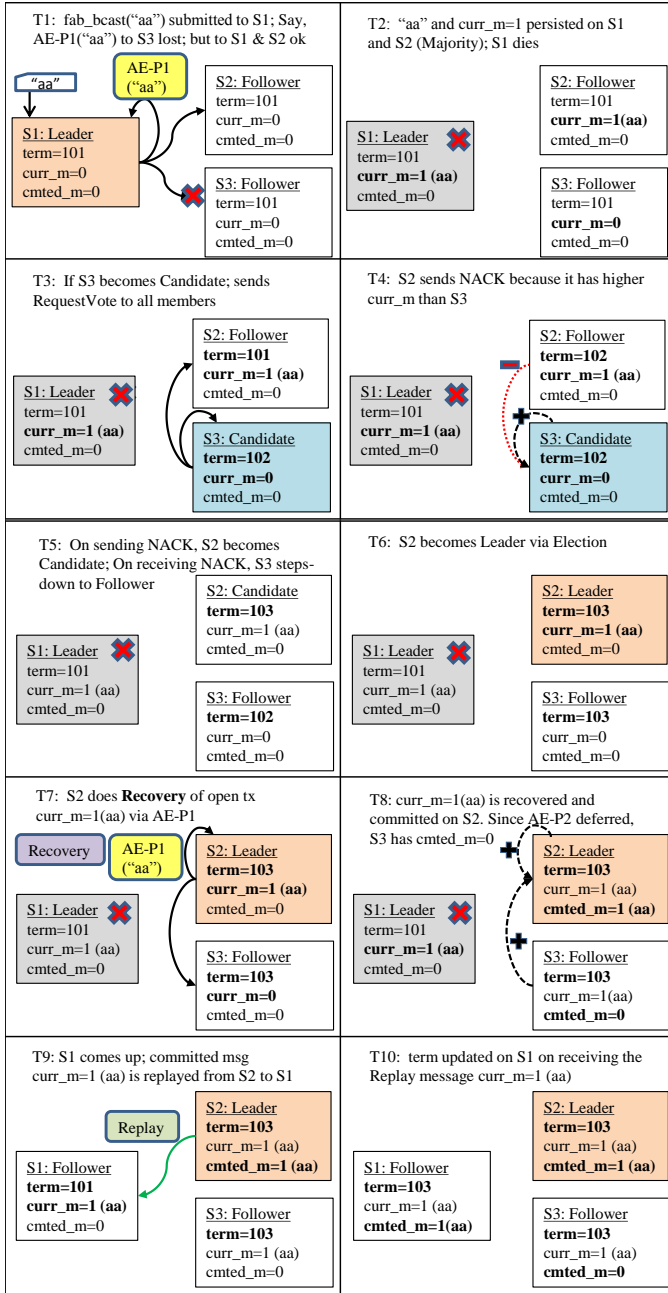 T1: fab_bcast("aa") submitted to S1; Say,
AE-P1("aa") to S3 lost; but to S1 & S2 ok
"aa"
AE-P1
("aa")
S1: Leader
term=101
curr_m=0
cmted_m=0
S2: Follower
term=101
curr_m=0
cmted_m=0
S3: Follower
term=101
curr_m=0
cmted_m=0
T2: “aa” and curr_m=1 persisted on S1
and S2 (Majority); S1 dies
S1: Leader
term=101
curr_m=1 (aa)
cmted_m=0
S2: Follower
term=101
curr_m=1(aa)
cmted_m=0
S3: Follower
term=101
curr_m=0
cmted_m=0
T3: If S3 becomes Candidate; sends
RequestVote to all members
S1: Leader
term=101
curr_m=1 (aa)
cmted_m=0
S2: Follower
term=101
curr_m=1 (aa)
cmted_m=0
S3: Candidate
term=102
curr_m=0
cmted_m=0
T4: S2 sends NACK because it has higher
curr_m than S3
S1: Leader
term=101
curr_m=1 (aa)
cmted_m=0
S2: Follower
term=102
curr_m=1 (aa)
cmted_m=0
S3: Candidate
term=102
curr_m=0
cmted_m=0
T5: On sending NACK, S2 becomes
Candidate; On receiving NACK, S3 steps-
down to Follower
S1: Leader
term=101
curr_m=1 (aa)
cmted_m=0
S2: Candidate
term=103
curr_m=1 (aa)
cmted_m=0
S3: Follower
term=102
curr_m=0
cmted_m=0
T6: S2 becomes Leader via Election
S1: Leader
term=101
curr_m=1 (aa)
cmted_m=0
S2: Leader
term=103
curr_m=1 (aa)
cmted_m=0
S3: Follower
term=103
curr_m=0
cmted_m=0
T7: S2 does Recovery of open tx
curr_m=1(aa) via AE-P1
Recovery
AE-P1
("aa")
S1: Leader
term=101
curr_m=1 (aa)
cmted_m=0
S2: Leader
term=103
curr_m=1 (aa)
cmted_m=0
S3: Follower
term=103
curr_m=0
cmted_m=0
T8: curr_m=1(aa) is recovered and
committed on S2. Since AE-P2 deferred,
S3 has cmted_m=0
S1: Leader
term=101
curr_m=1 (aa)
cmted_m=0
S2: Leader
term=103
curr_m=1 (aa)
cmted_m=1 (aa)
S3: Follower
term=103
curr_m=1(aa)
cmted_m=0
T9: S1 comes up; committed msg
curr_m=1 (aa) is replayed from S2 to S1
Replay
S1: Follower
term=101
curr_m=1 (aa)
cmted_m=0
S2: Leader
term=103
curr_m=1 (aa)
cmted_m=1 (aa)
S3: Follower
term=103
curr_m=1 (aa)
cmted_m=0
T10: term updated on S1 on receiving the
Replay message curr_m=1 (aa)
S1: Follower
term=103
curr_m=1 (aa)
cmted_m=1(aa)
S2: Leader
term=103
curr_m=1 (aa)
cmted_m=1 (aa)
S3: Follower
term=103
curr_m=1 (aa)
cmted_m=0